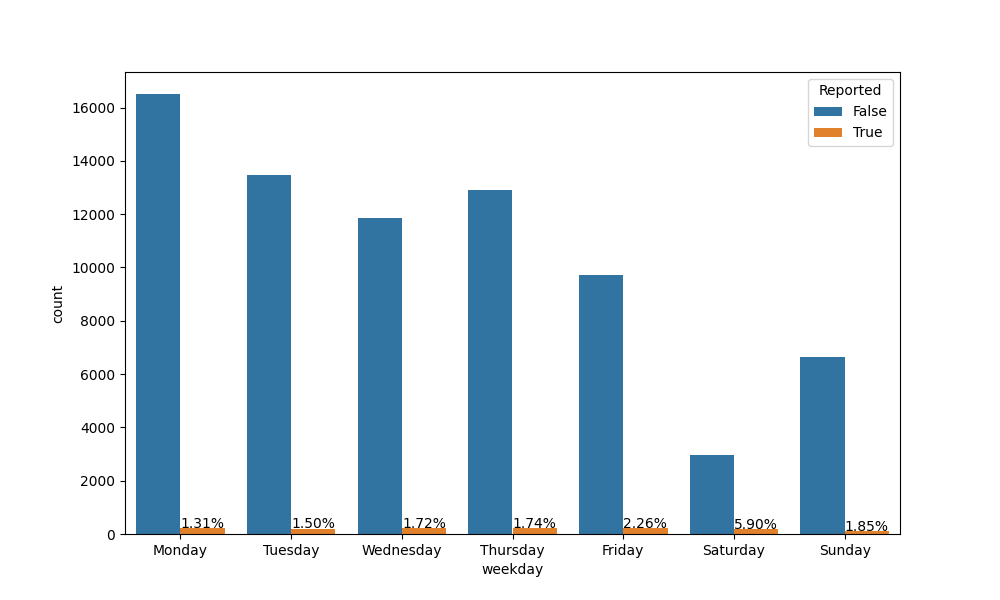 Reported
False
True
16000
14000
12000
10000
8000
6000
4000
2000
0
count
1.31%
1.50%
1.72%
1.74%
2.26%
5.90%
1.85%
Monday
Tuesday
Wednesday
Thursday
Friday
Saturday
Sunday
weekday